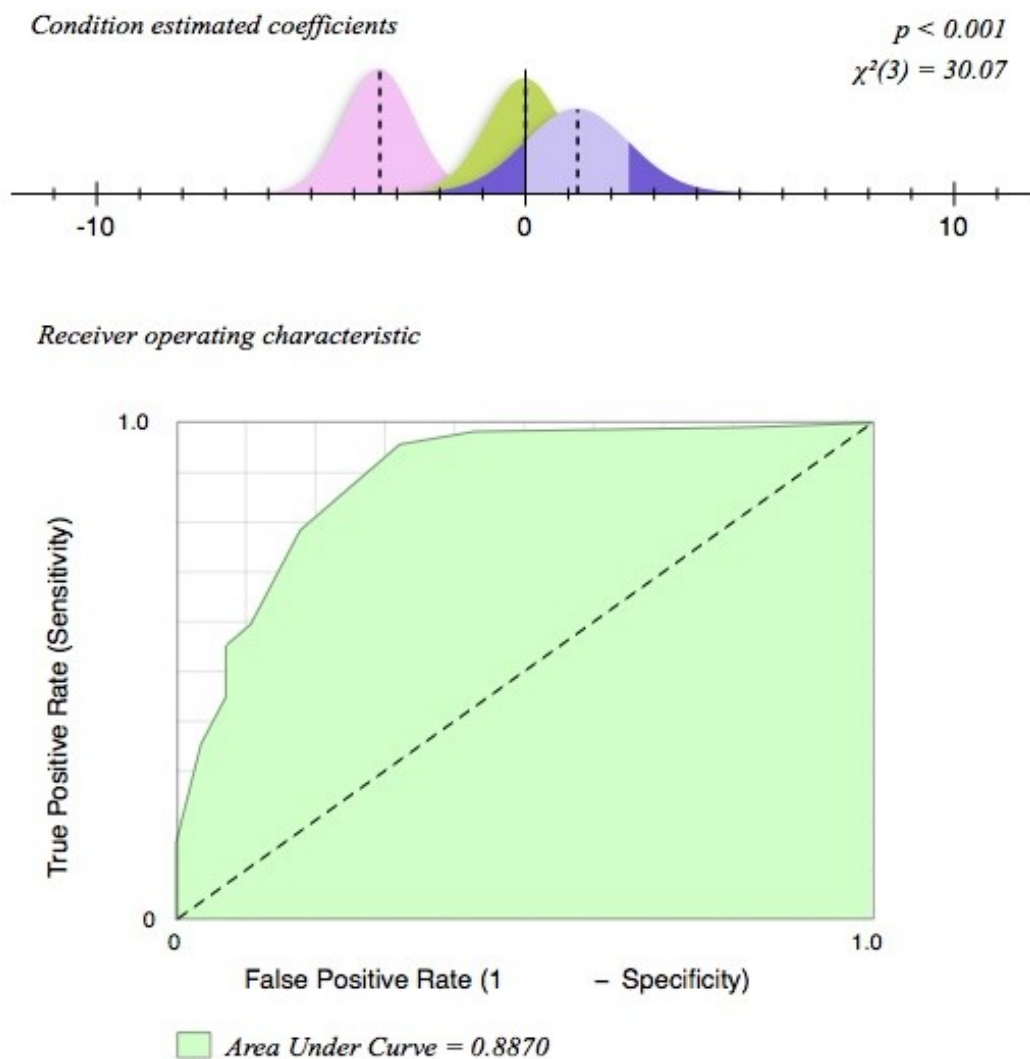 Condition estimated coefficients
p < 0.001
χ²(3) = 30.07
-10 0 10
Receiver operating characteristic
1.0
True Positive Rate (Sensitivity)
0
0 1.0
False Positive Rate (1 – Specificity)
Area Under Curve = 0.8870